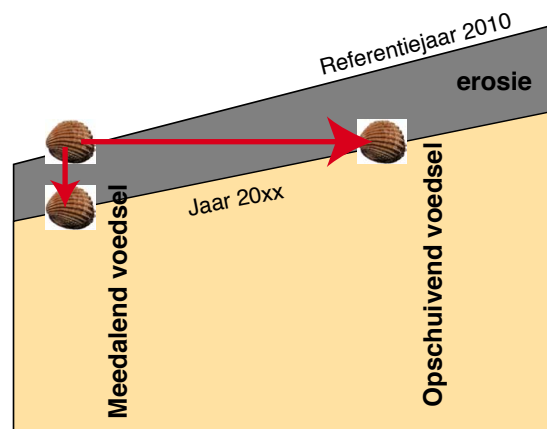 Referentiejaar 2010
erosie
Jaar 20xx
Meedalend voedsel
Opschuivend voedsel